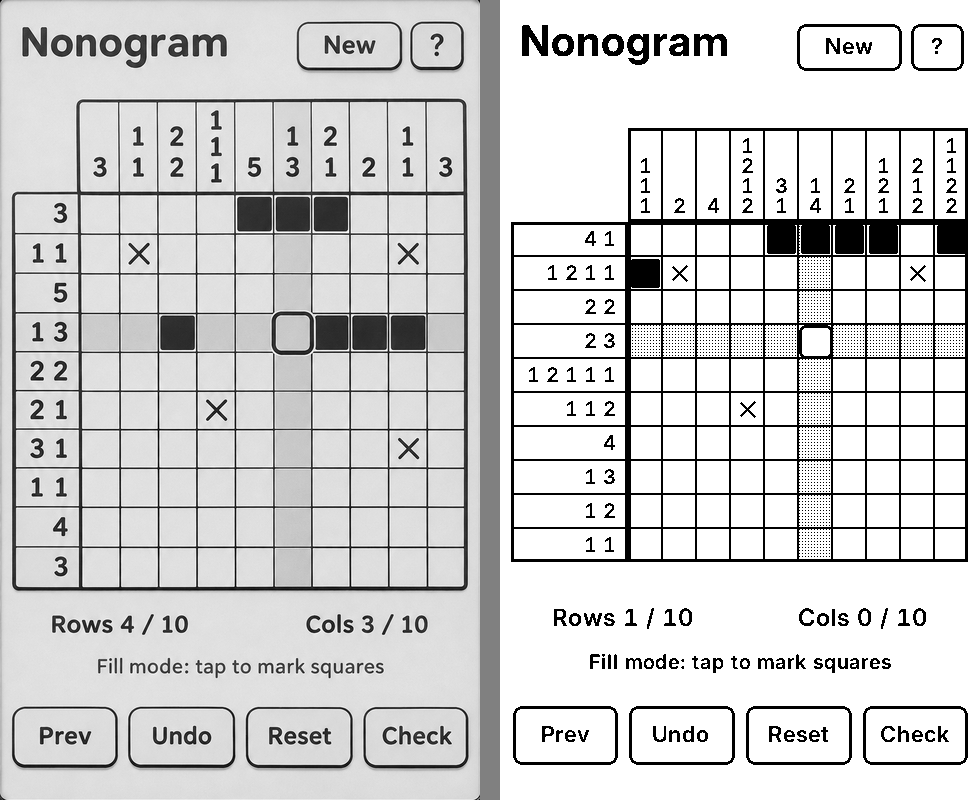 Nonogram
New
?
1
1 2 1 1 2 1
3 1 2 1 5 3 1 2 1 3
3
1 1
5
1 3
2 2
2 1
3 1
1 1
4
3
Rows 4 / 10
Cols 3 / 10
Fill mode: tap to mark squares
Prev
Undo
Reset
Check
Nonogram
New
?
1 1
1 2 1 2 1
1 1 3 1 2 2 1 2
1 2 4 2 1 4 1 1 2 2
4 1
1 2 1 1
2 2
2 3
1 2 1 1 1
1 1 2
4
1 3
1 2
1 1
Rows 1 / 10
Cols 0 / 10
Fill mode: tap to mark squares
Prev
Undo
Reset
Check